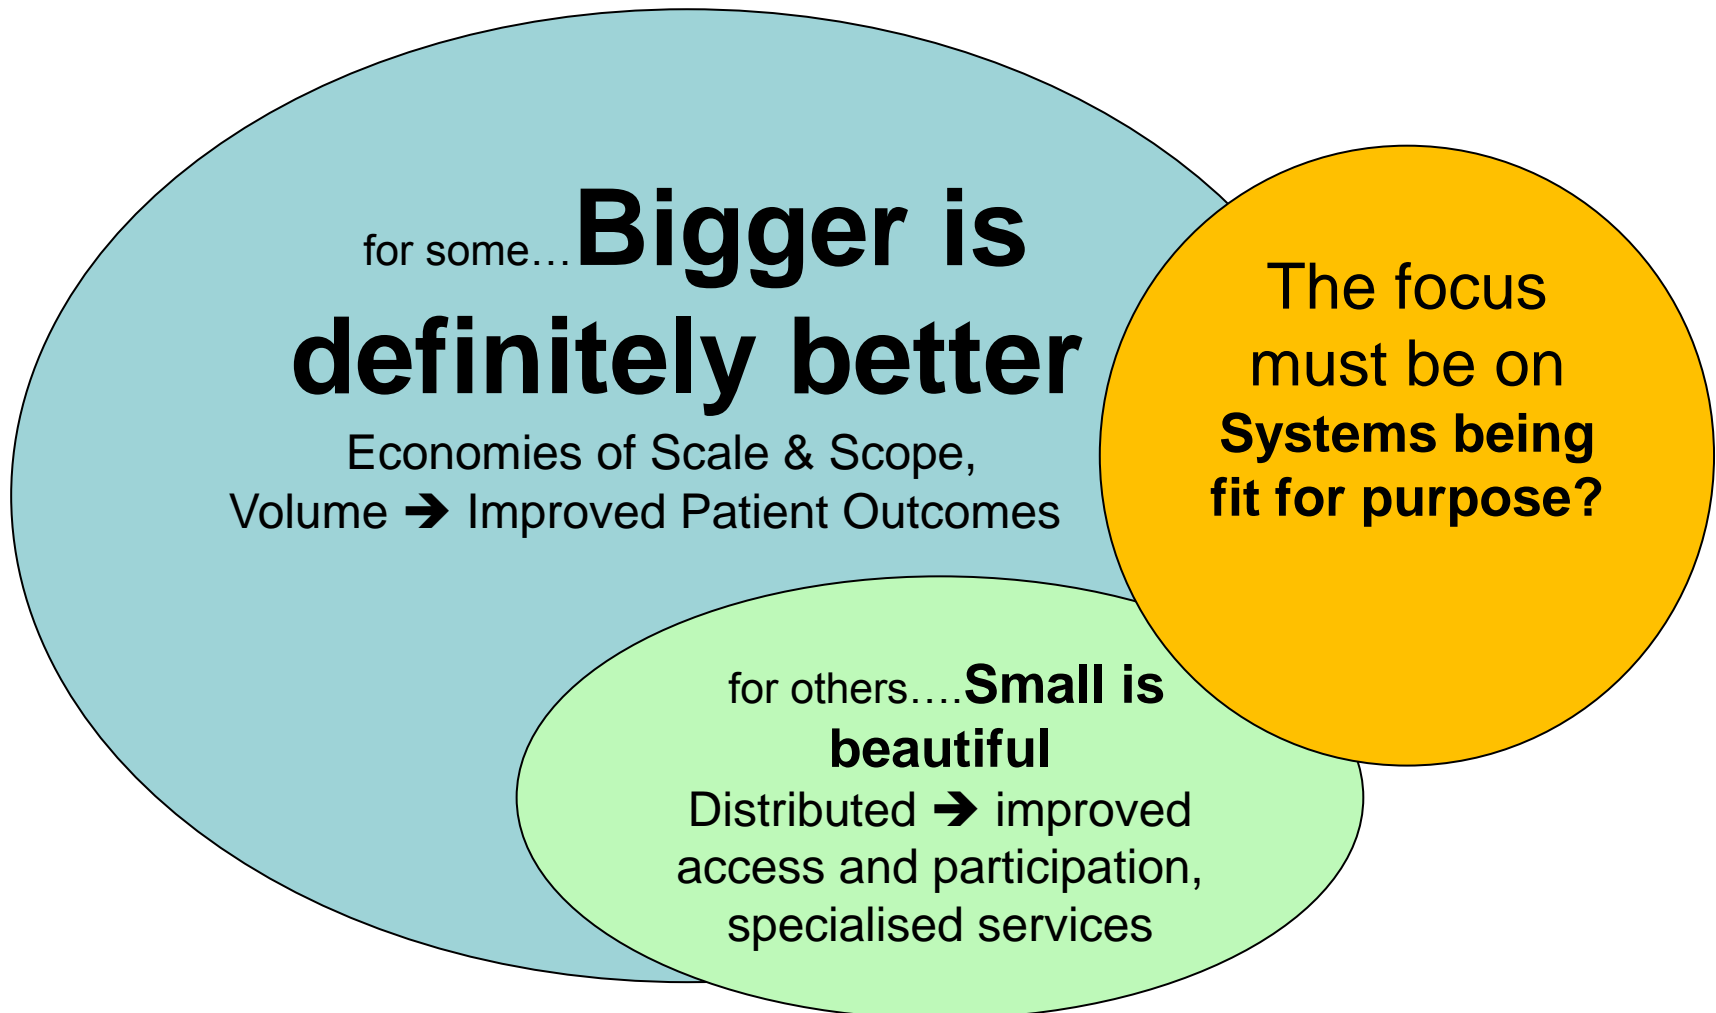 for some…Bigger is
definitely better
Economies of Scale & Scope,
Volume ➔ Improved Patient Outcomes
The focus
must be on
Systems being
fit for purpose?
for others….Small is
beautiful
Distributed ➔ improved
access and participation,
specialised services